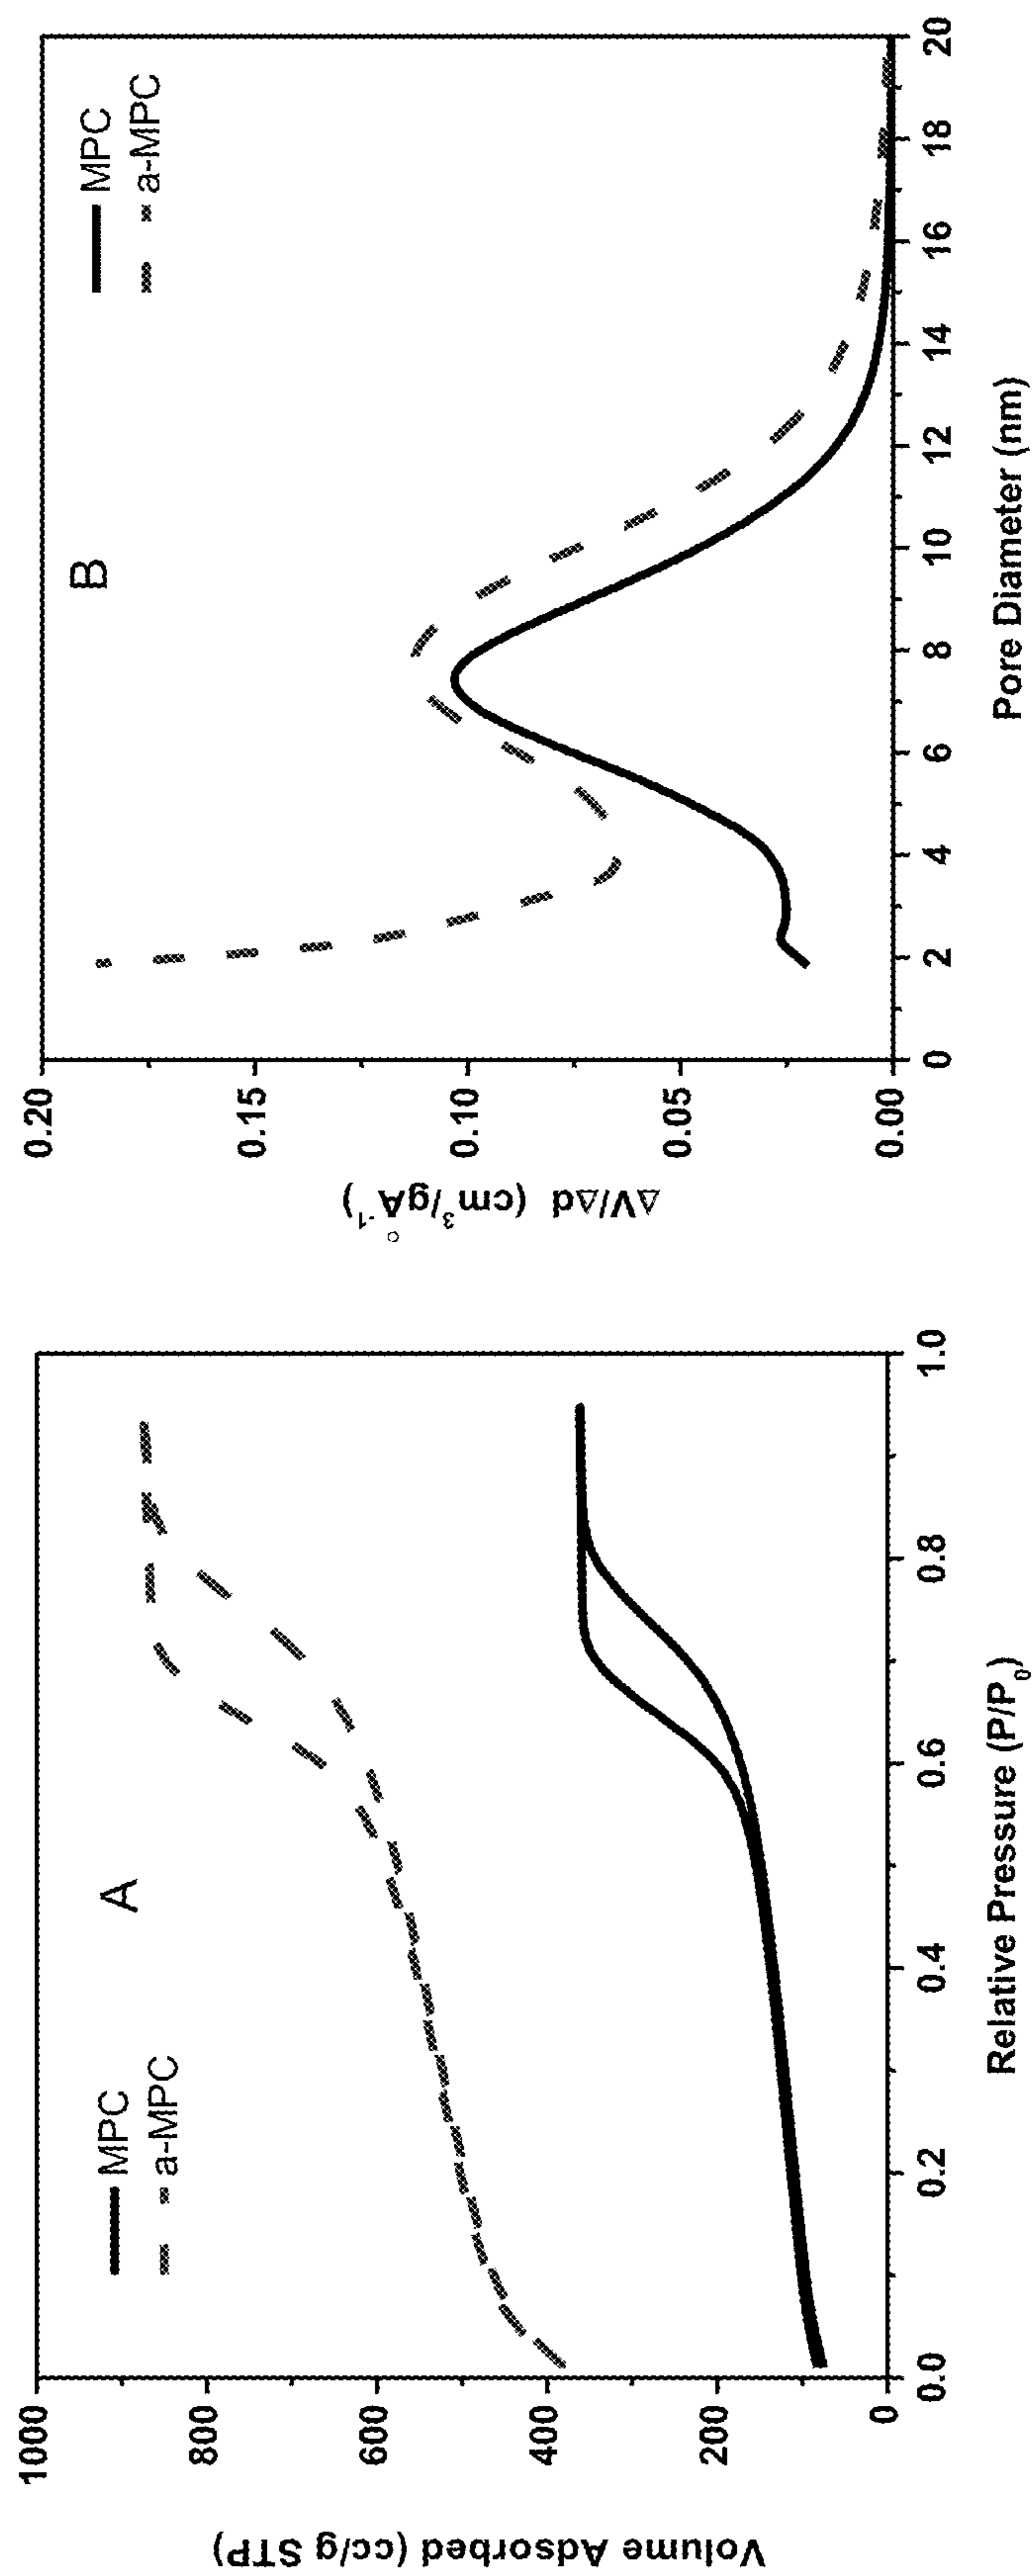 A
MPC
a-MPC
1000
800
600
400
200
0
Volume Adsorbed (cc/g STP)
0.0 0.2 0.4 0.6 0.8 1.0
Relative Pressure (P/P₀)
B
MPC
a-MPC
0.20
0.15
0.10
0.05
0.00
ΔV/Δd (cm³/gA°⁻¹)
0 2 4 6 8 10 12 14 16 18 20
Pore Diameter (nm)